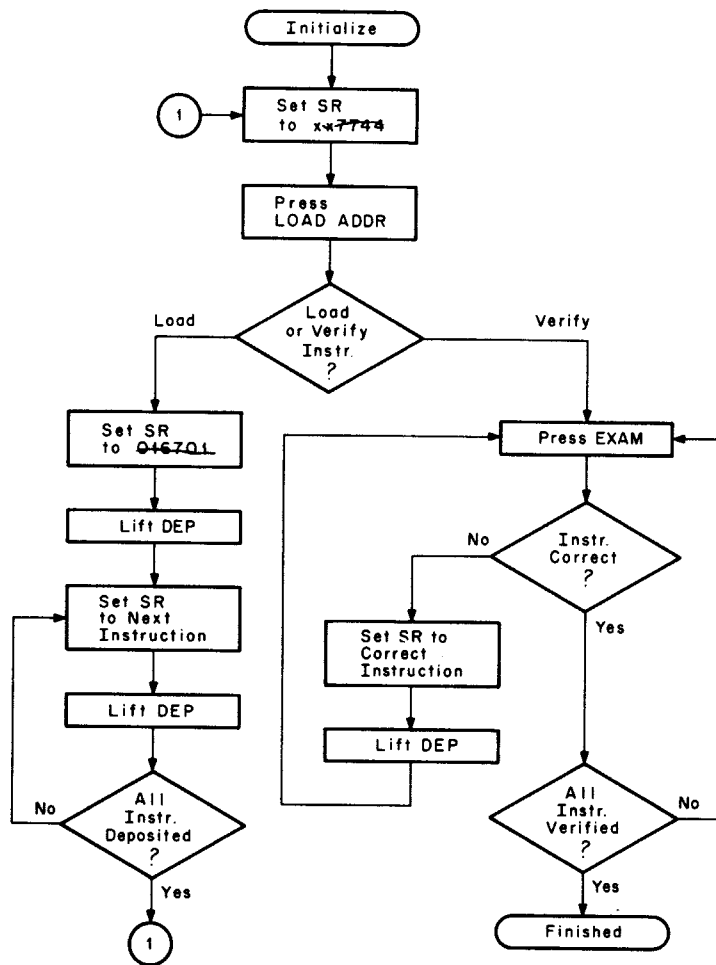 Initialize
1
Set SR
to xx7744
Press
LOAD ADDR
Load
or Verify
Instr.
?
Load
Verify
Set SR
to 016701
Lift DEP
Set SR
to Next
Instruction
Lift DEP
All
Instr.
Deposited
?
No
Yes
1
Press EXAM
Instr.
Correct
?
No
Yes
Set SR to
Correct
Instruction
Lift DEP
All
Instr.
Verified
?
No
Yes
Finished